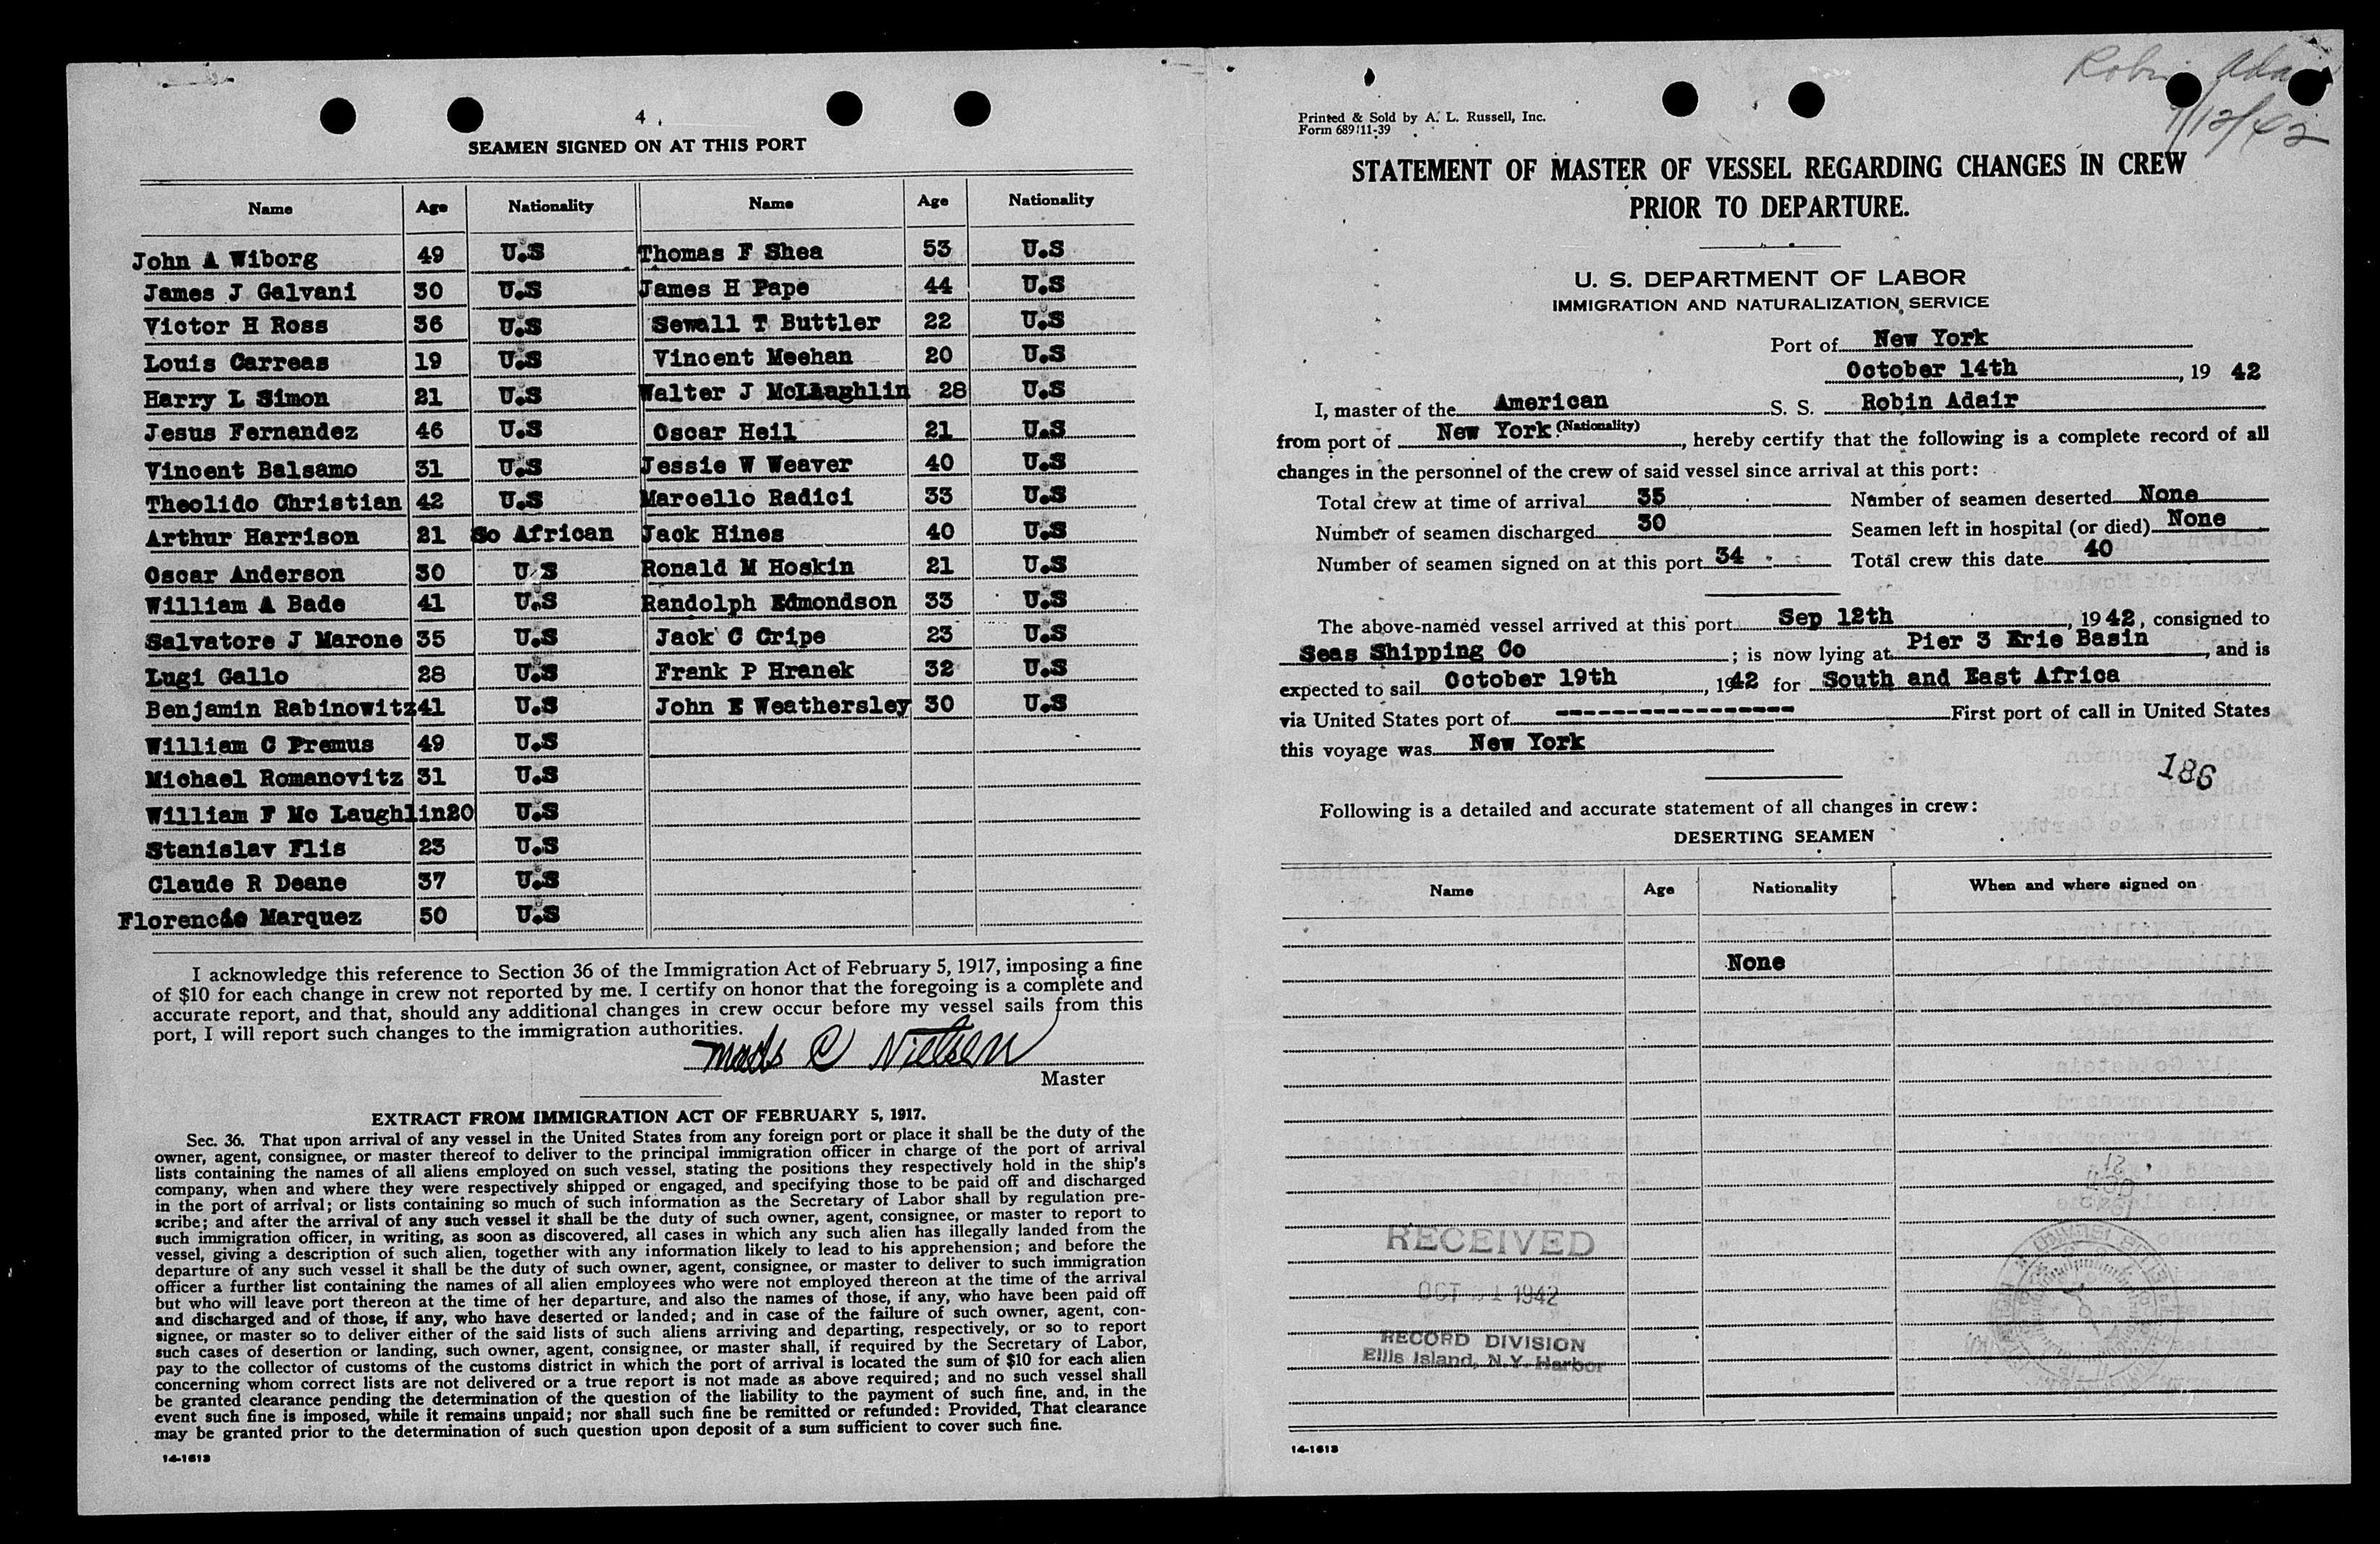 4
SEAMEN SIGNED ON AT THIS PORT
Name Age Nationality Name Age Nationality
John A Wiborg 49 U.S Thomas F Shea 53 U.S
James J Galvani 30 U.S James H Pape 44 U.S
Victor H Ross 36 U.S Sewall T Buttler 22 U.S
Louis Carreas 19 U.S Vincent Meehan 20 U.S
Harry L Simon 21 U.S Walter J McLaughlin 28 U.S
Jesus Fernandez 46 U.S Oscar Heil 21 U.S
Vincent Balsamo 31 U.S Jessie W Weaver 40 U.S
Theolido Christian 42 U.S Marcello Radici 33 U.S
Arthur Harrison 21 So African Jack Hines 40 U.S
Oscar Anderson 30 U.S Ronald M Hoskin 21 U.S
William A Bade 41 U.S Randolph Edmondson 33 U.S
Salvatore J Marone 35 U.S Jack C Cripe 23 U.S
Lugi Gallo 28 U.S Frank P Hranek 32 U.S
Benjamin Rabinowitz 41 U.S John E Weathersley 30 U.S
William C Premus 49 U.S
Michael Romanovitz 31 U.S
William F Mc Laughlin 20 U.S
Stanislav Flis 23 U.S
Claude R Deane 37 U.S
Marquez 50 U.S
I acknowledge this reference to Section 36 of the Immigration Act of February 5, 1917, imposing a fine
of $10 for each change in crew not reported by me. I certify on honor that the foregoing is a complete and
accurate report, and that, should any additional changes in crew occur before my vessel sails from this
port, I will report such changes to the immigration authorities.
Mads C Nielsen
Master
EXTRACT FROM IMMIGRATION ACT OF FEBRUARY 5, 1917.
Sec. 36. That upon arrival of any vessel in the United States from any foreign port or place it shall be the duty of the
owner, agent, consignee, or master thereof to deliver to the principal immigration officer in charge of the port of arrival
lists containing the names of all aliens employed on such vessel, stating the positions they respectively hold in the ship's
company, when and where they were respectively shipped or engaged, and specifying those to be paid off and discharged
in the port of arrival; or lists containing so much of such information as the Secretary of Labor shall by regulation pre-
scribe; and after the arrival of any such vessel it shall be the duty of such owner, agent, consignee, or master to report to
such immigration officer, in writing, as soon as discovered, all cases in which any such alien has illegally landed from the
vessel, giving a description of such alien, together with any information likely to lead to his apprehension; and before the
departure of any such vessel it shall be the duty of such owner, agent, consignee, or master to deliver to such immigration
officer a further list containing the names of all alien employees who were not employed thereon at the time of the arrival
but who will leave port thereon at the time of her departure, and also the names of those, if any, who have been paid off
and discharged and of those, if any, who have deserted or landed; and in case of the failure of such owner, agent, con-
signee, or master so to deliver either of the said lists of such aliens arriving and departing, respectively, or so to report
such cases of desertion or landing, such owner, agent, consignee, or master shall, if required by the Secretary of Labor,
pay to the collector of customs of the customs district in which the port of arrival is located the sum of $10 for each alien
concerning whom correct lists are not delivered or a true report is not made as above required; and no such vessel shall
be granted clearance pending the determination of the question of the liability to the payment of such fine, and, in the
event such fine is imposed, while it remains unpaid; nor shall such fine be remitted or refunded: Provided, That clearance
may be granted prior to the determination of such question upon deposit of a sum sufficient to cover such fine.
14-1613
Robin Adair
9/12/42
Printed & Sold by A. L. Russell, Inc.
Form 689 11-39
STATEMENT OF MASTER OF VESSEL REGARDING CHANGES IN CREW
PRIOR TO DEPARTURE.
U. S. DEPARTMENT OF LABOR
IMMIGRATION AND NATURALIZATION SERVICE
Port of New York
October 14th, 19 42
I, master of the American S. S. Robin Adair
(Nationality)
from port of New York, hereby certify that the following is a complete record of all
changes in the personnel of the crew of said vessel since arrival at this port:
Total crew at time of arrival 35 Number of seamen deserted None
Number of seamen discharged 30 Seamen left in hospital (or died) None
Number of seamen signed on at this port 34 Total crew this date 40
The above-named vessel arrived at this port Sep 12th, 19 42, consigned to
Seas Shipping Co; is now lying at Pier 3 Erie Basin, and is
expected to sail October 19th, 1942 for South and East Africa
via United States port of ---------------- First port of call in United States
this voyage was New York
186
Following is a detailed and accurate statement of all changes in crew:
DESERTING SEAMEN
Name Age Nationality When and where signed on
None
RECEIVED
OCT 1942
RECORD DIVISION
Ellis Island, N.Y. Harbor
14-1613